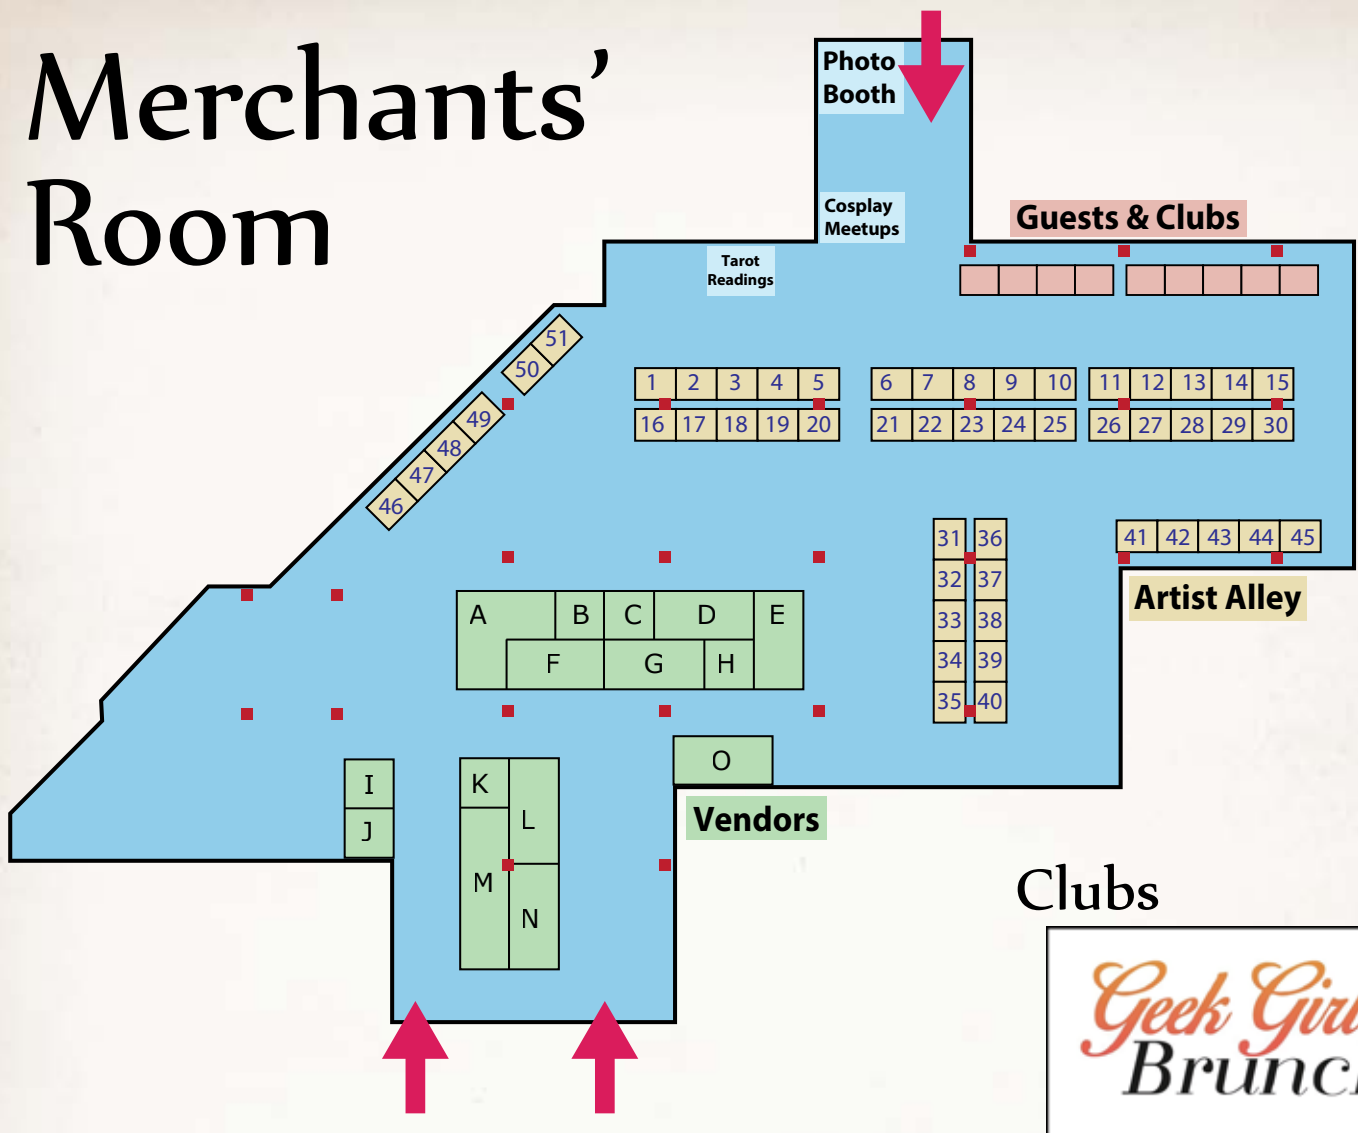 Merchants’
Room
Photo
Booth
Cosplay
Meetups
Guests & Clubs
Tarot
Readings
51
50
49
48
47
46
1 2 3 4 5 6 7 8 9 10 11 12 13 14 15
16 17 18 19 20 21 22 23 24 25 26 27 28 29 30
31 36
41 42 43 44 45
32 37
33 38
34 39
35 40
Artist Alley
A B C D E
F G H
O
I K
J L
Vendors
M N
Clubs
Geek Girl
Brunc